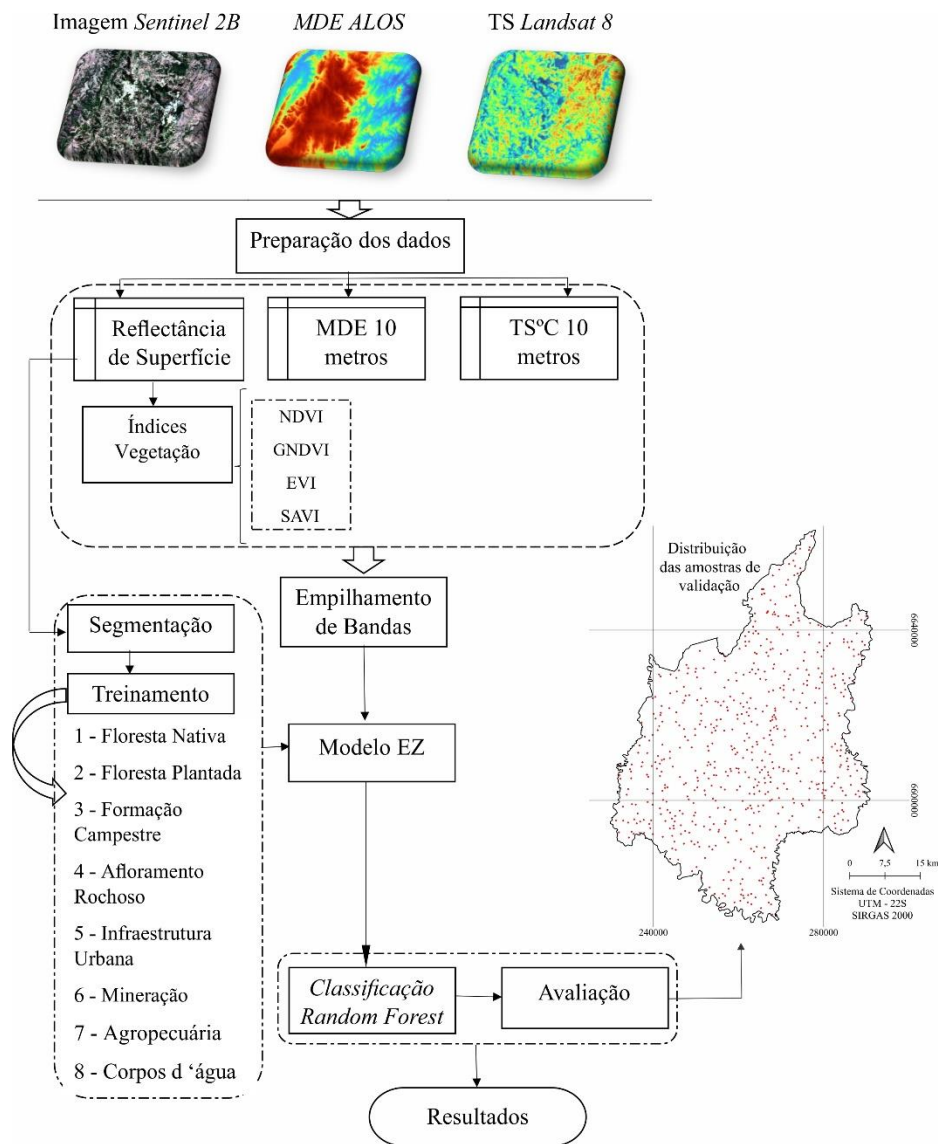 Imagem Sentinel 2B
MDE ALOS
TS Landsat 8
Preparação dos dados
Reflectância
de Superfície
MDE 10
metros
TSºC 10
metros
Índices
Vegetação
NDVI
GNDVI
EVI
SAVI
Empilhamento
de Bandas
Segmentação
Treinamento
1 - Floresta Nativa
2 - Floresta Plantada
3 - Formação
Campestre
4 - Afloramento
Rochoso
5 - Infraestrutura
Urbana
6 - Mineração
7 - Agropecuária
8 - Corpos d ‘água
Modelo EZ
Classificação
Random Forest
Avaliação
Resultados
Distribuição
das amostras de
validação
6640000
6600000
0 7,5 15 km
Sistema de Coordenadas
UTM - 22S
SIRGAS 2000
240000
280000